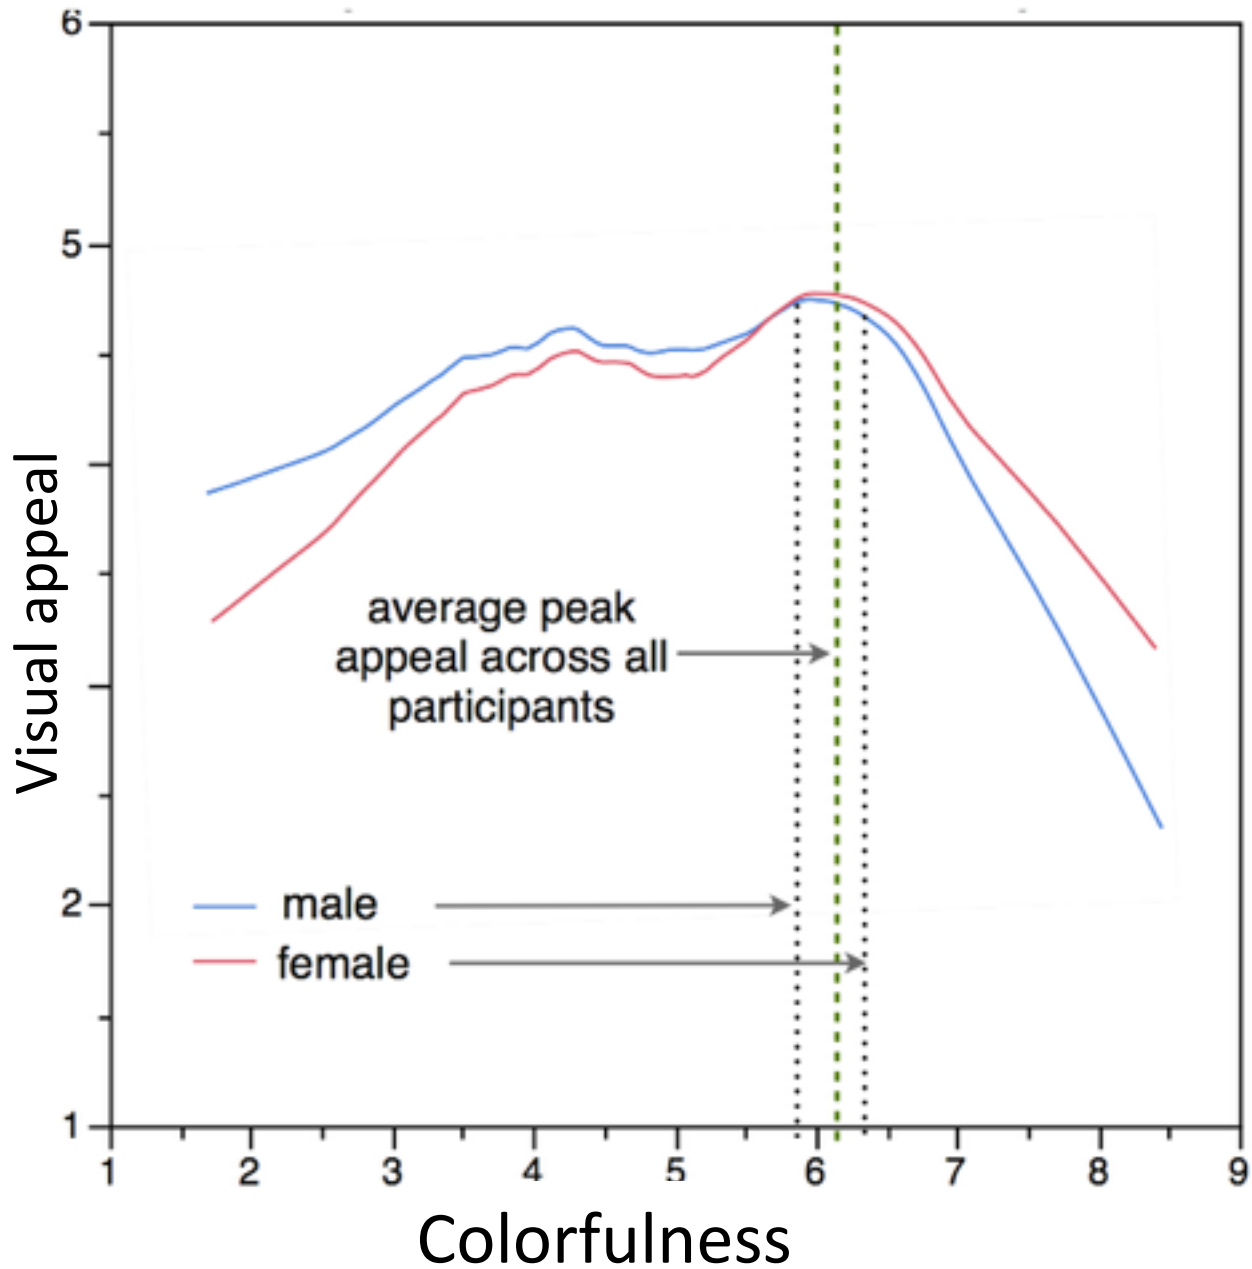 6
5
2
1
Visual appeal
average peak
appeal across all
participants
male
female
1 2 3 4 5 6 7 8 9
Colorfulness